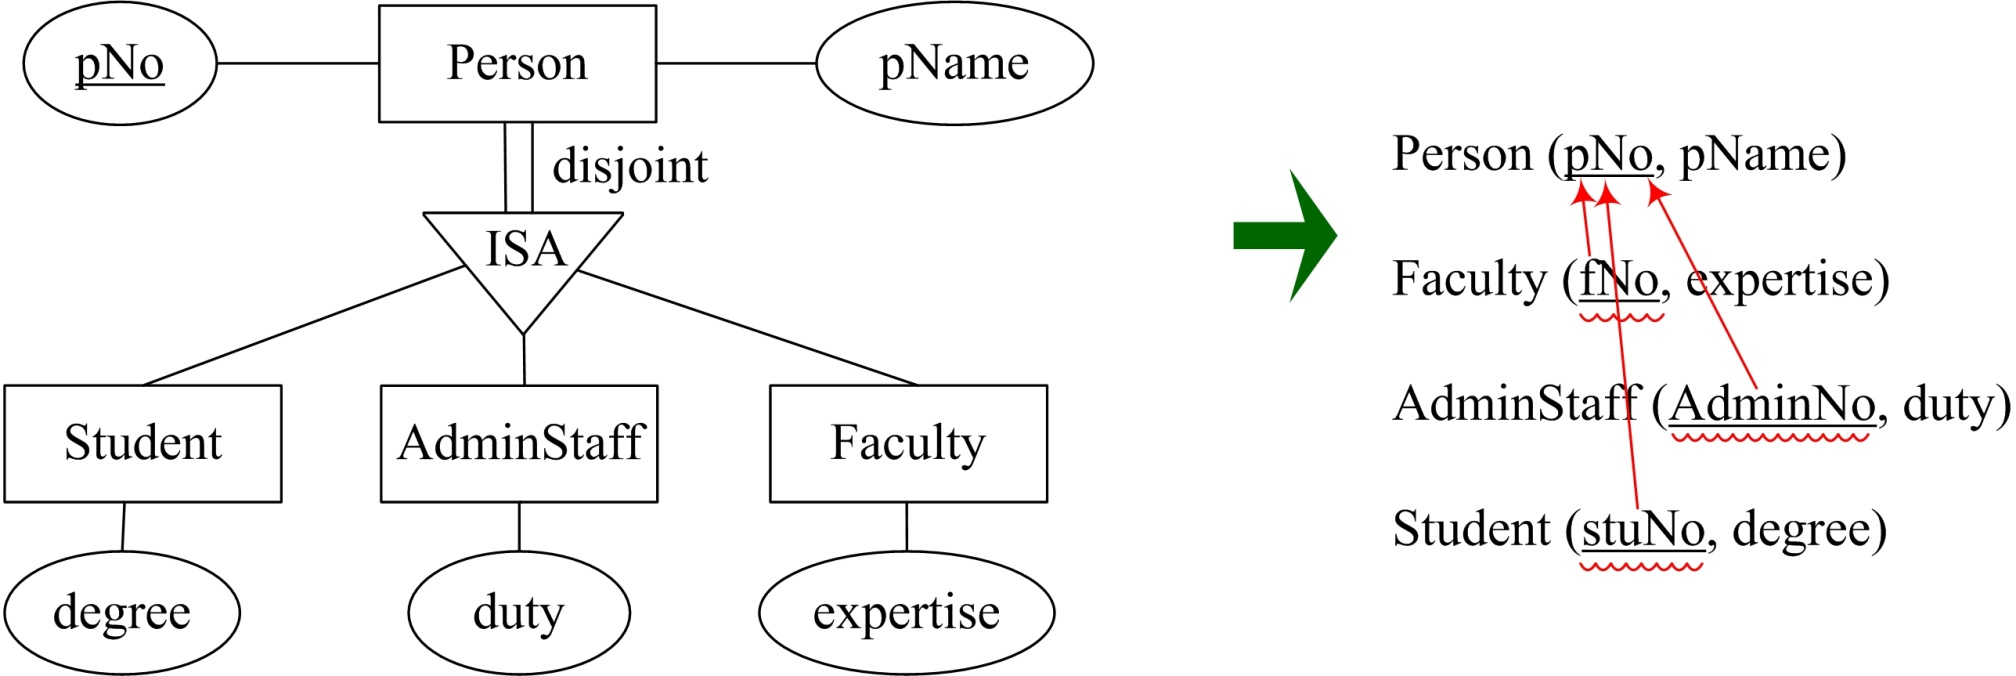 pNo
Person
pName
disjoint
ISA
Student
AdminStaff
Faculty
degree
duty
expertise
Person (pNo, pName)
Faculty (fNo, expertise)
AdminStaff (AdminNo, duty)
Student (stuNo, degree)